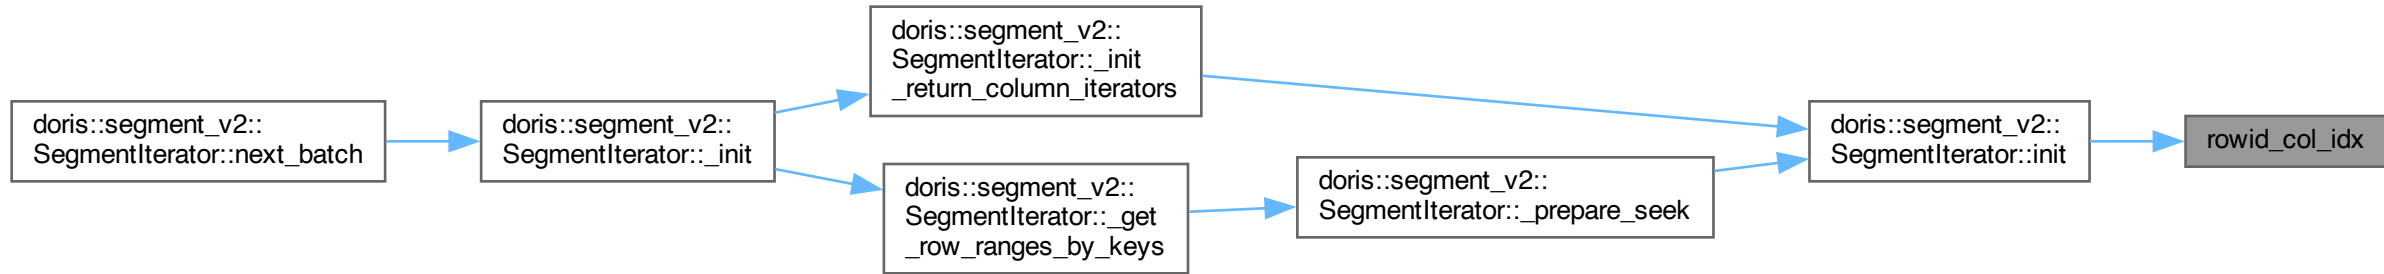 doris::segment_v2::
SegmentIterator::next_batch
doris::segment_v2::
SegmentIterator::_init
doris::segment_v2::
SegmentIterator::_init
_return_column_iterators
doris::segment_v2::
SegmentIterator::_get
_row_ranges_by_keys
doris::segment_v2::
SegmentIterator::_prepare_seek
doris::segment_v2::
SegmentIterator::init
rowid_col_idx